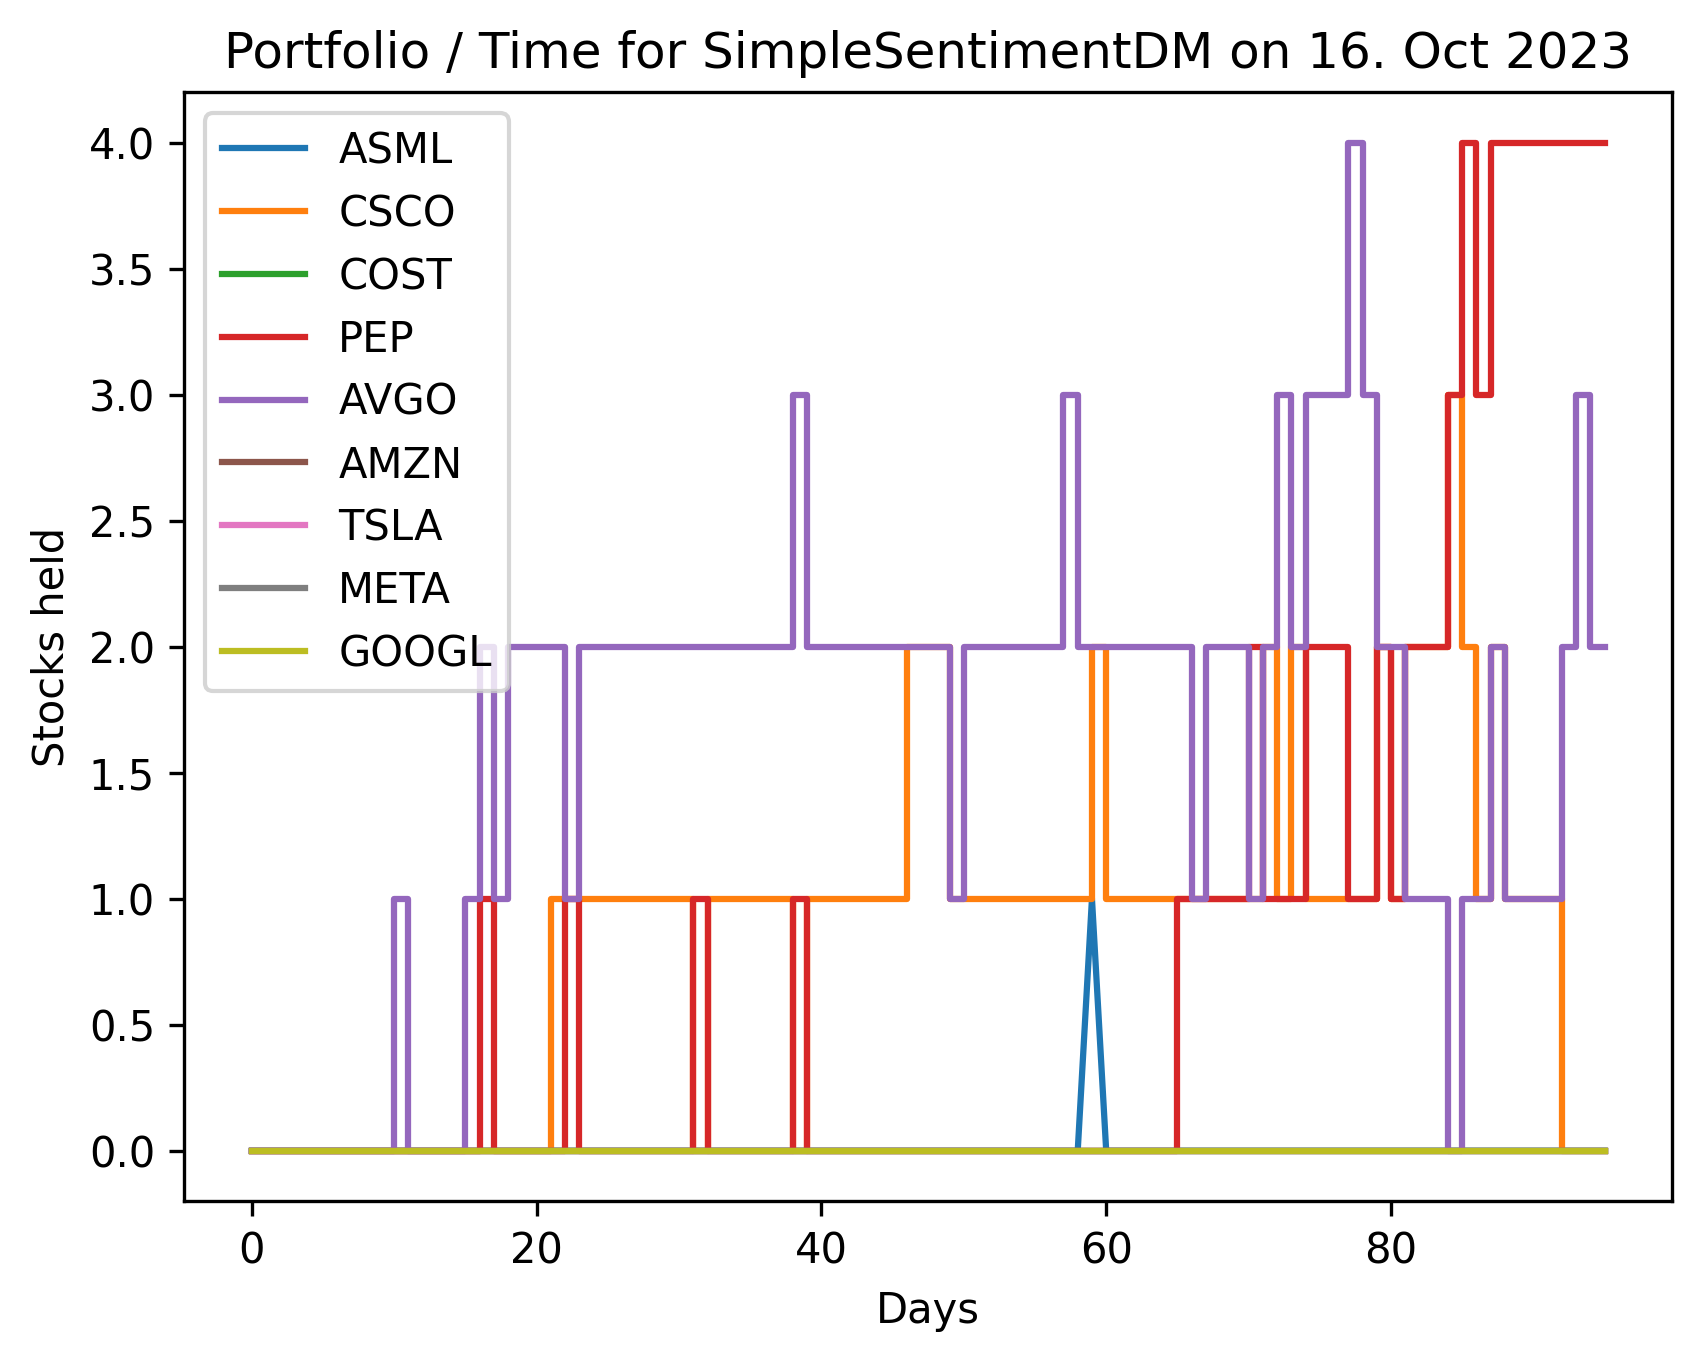 Portfolio / Time for SimpleSentimentDM on 16. Oct 2023
4.0
3.5
3.0
2.5
2.0
1.5
1.0
0.5
0.0
Stocks held
ASML
CSCO
COST
PEP
AVGO
AMZN
TSLA
META
GOOGL
0
20
40
60
80
Days